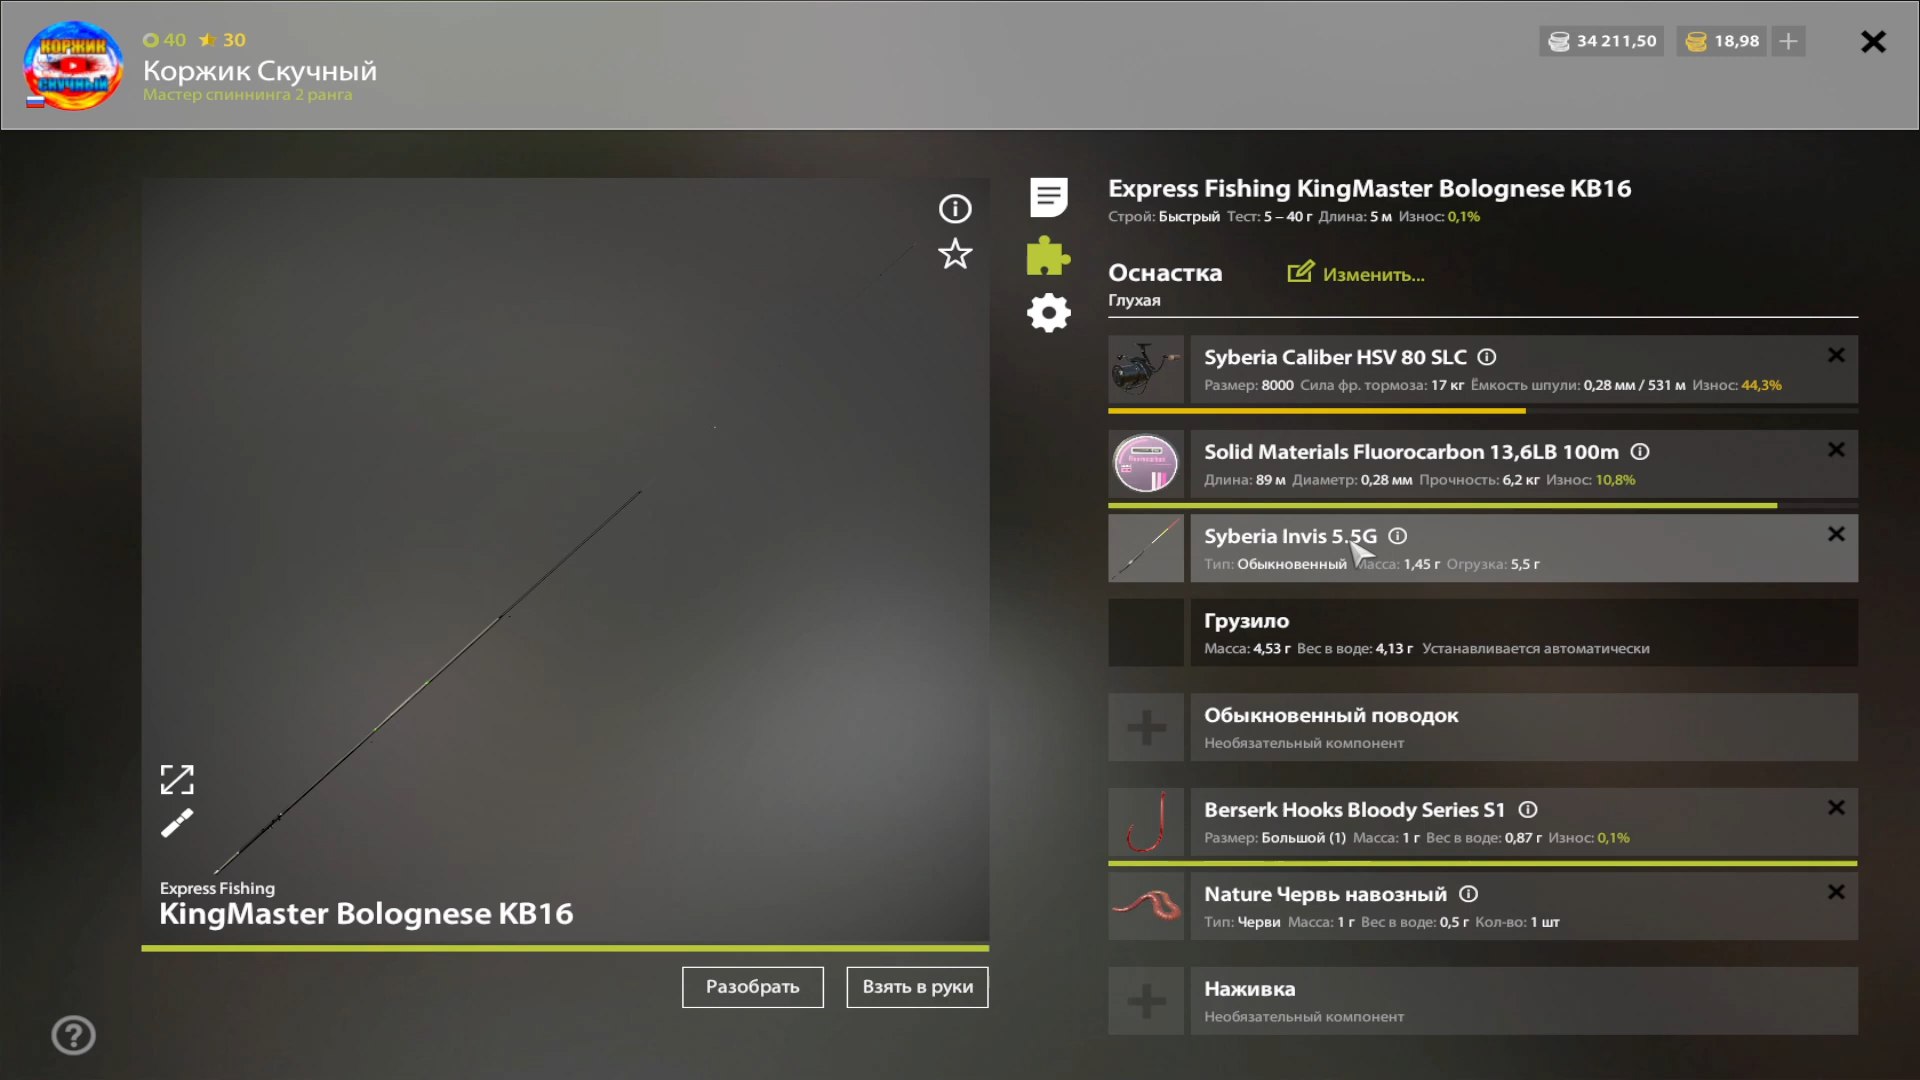 КОРЖИК
СКУЧНЫЙ
40 30
Коржик Скучный
Мастер спиннинга 2 ранга
34 211,50 18,98
Express Fishing KingMaster Bolognese KB16
Строй: Быстрый Тест: 5 – 40 г Длина: 5 м Износ: 0,1%
Оснастка Изменить...
Глухая
Syberia Caliber HSV 80 SLC
Размер: 8000 Сила фр. тормоза: 17 кг Ёмкость шпули: 0,28 мм / 531 м Износ: 44,3%
Solid Materials Fluorocarbon 13,6LB 100m
Длина: 89 м Диаметр: 0,28 мм Прочность: 6,2 кг Износ: 10,8%
Syberia Invis 5.5G
Тип: Обыкновенный Масса: 1,45 г Огрузка: 5,5 г
Грузило
Масса: 4,53 г Вес в воде: 4,13 г Устанавливается автоматически
Обыкновенный поводок
Необязательный компонент
Berserk Hooks Bloody Series S1
Размер: Большой (1) Масса: 1 г Вес в воде: 0,87 г Износ: 0,1%
Nature Червь навозный
Тип: Черви Масса: 1 г Вес в воде: 0,5 г Кол-во: 1 шт
Наживка
Необязательный компонент
Express Fishing
KingMaster Bolognese KB16
Разобрать Взять в руки